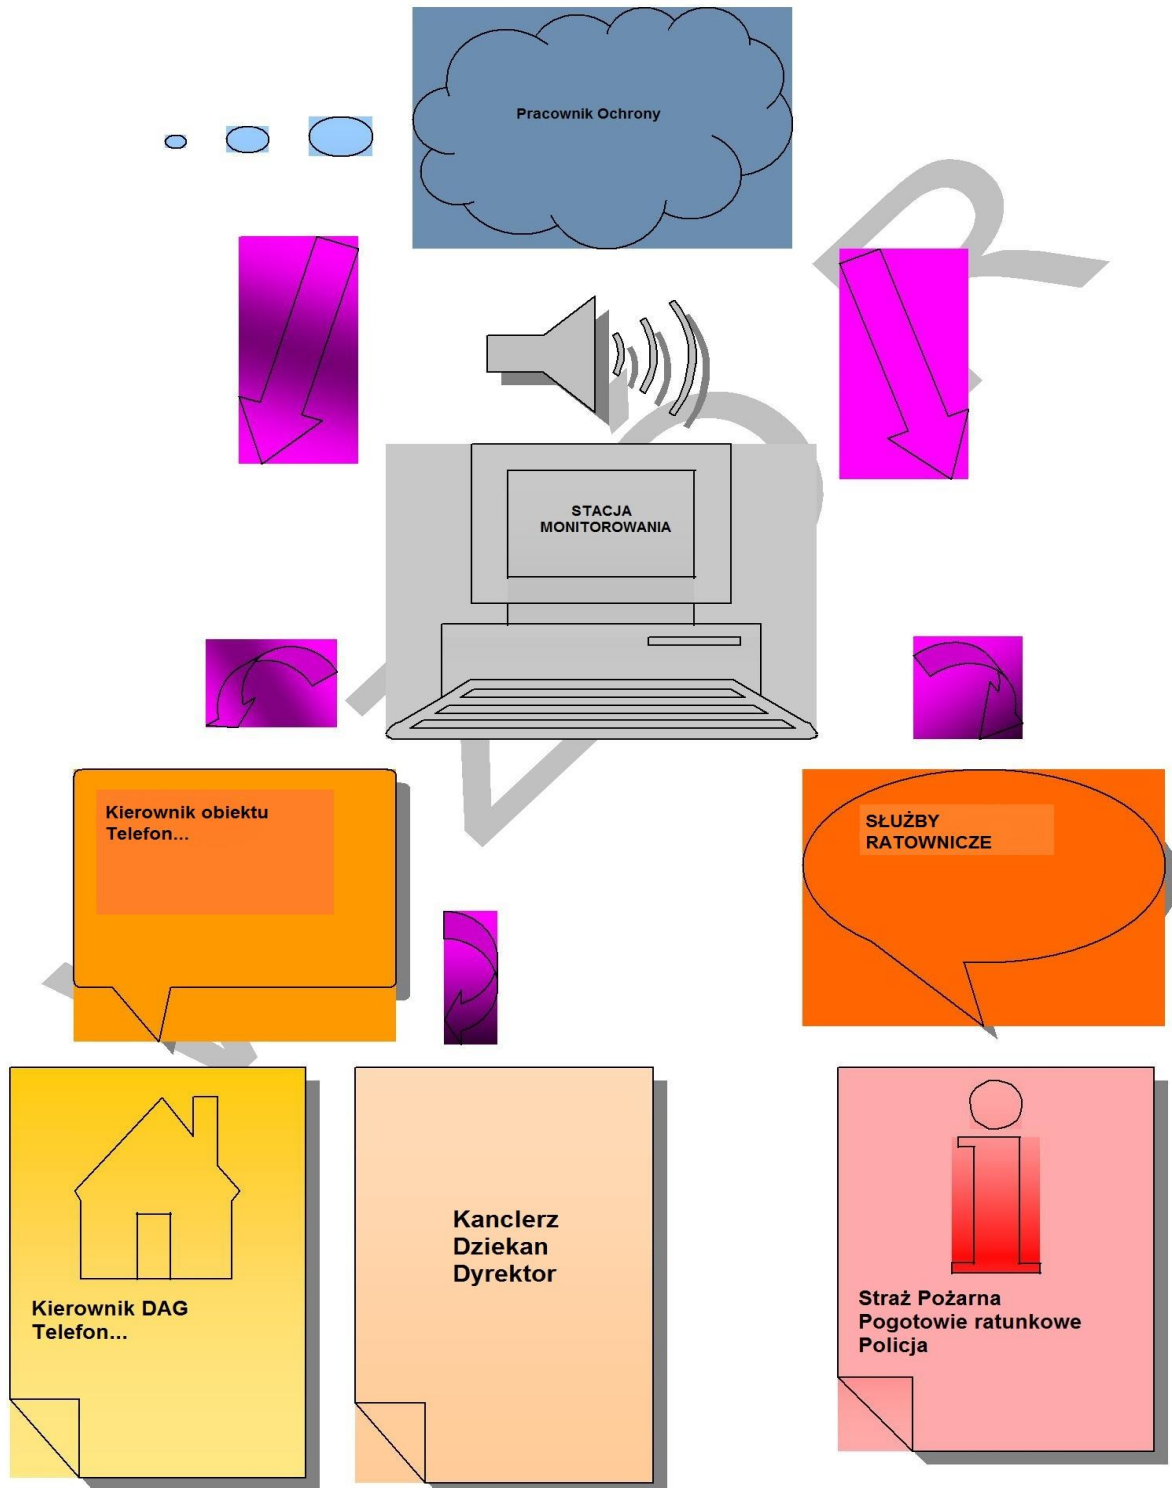 Pracownik Ochrony
STACJA
MONITOROWANIA
Kierownik obiektu
Telefon...
SŁUŻBY
RATOWNICZE
Kierownik DAG
Telefon...
Kanclerz
Dziekan
Dyrektor
Straż Pożarna
Pogotowie ratunkowe
Policja